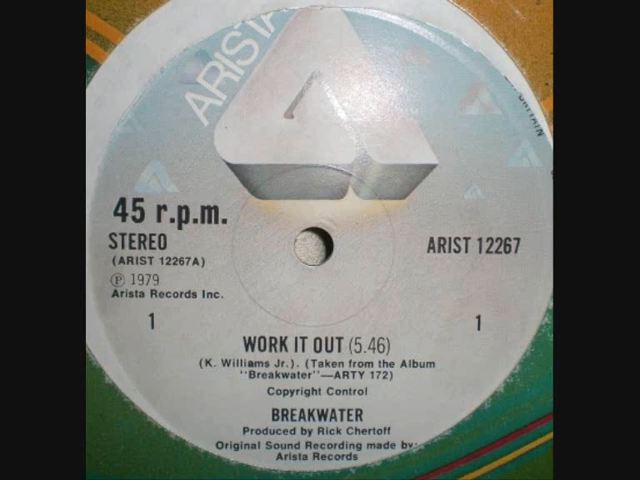 ARISTA
BRITAIN
45 r.p.m.
STEREO
(ARIST 12267A)
ARIST 12267
℗ 1979
Arista Records Inc.
1
1
WORK IT OUT (5.46)
(K. Williams Jr.). (Taken from the Album
"Breakwater"—ARTY 172)
Copyright Control
BREAKWATER
Produced by Rick Chertoff
Original Sound Recording made by:
Arista Records